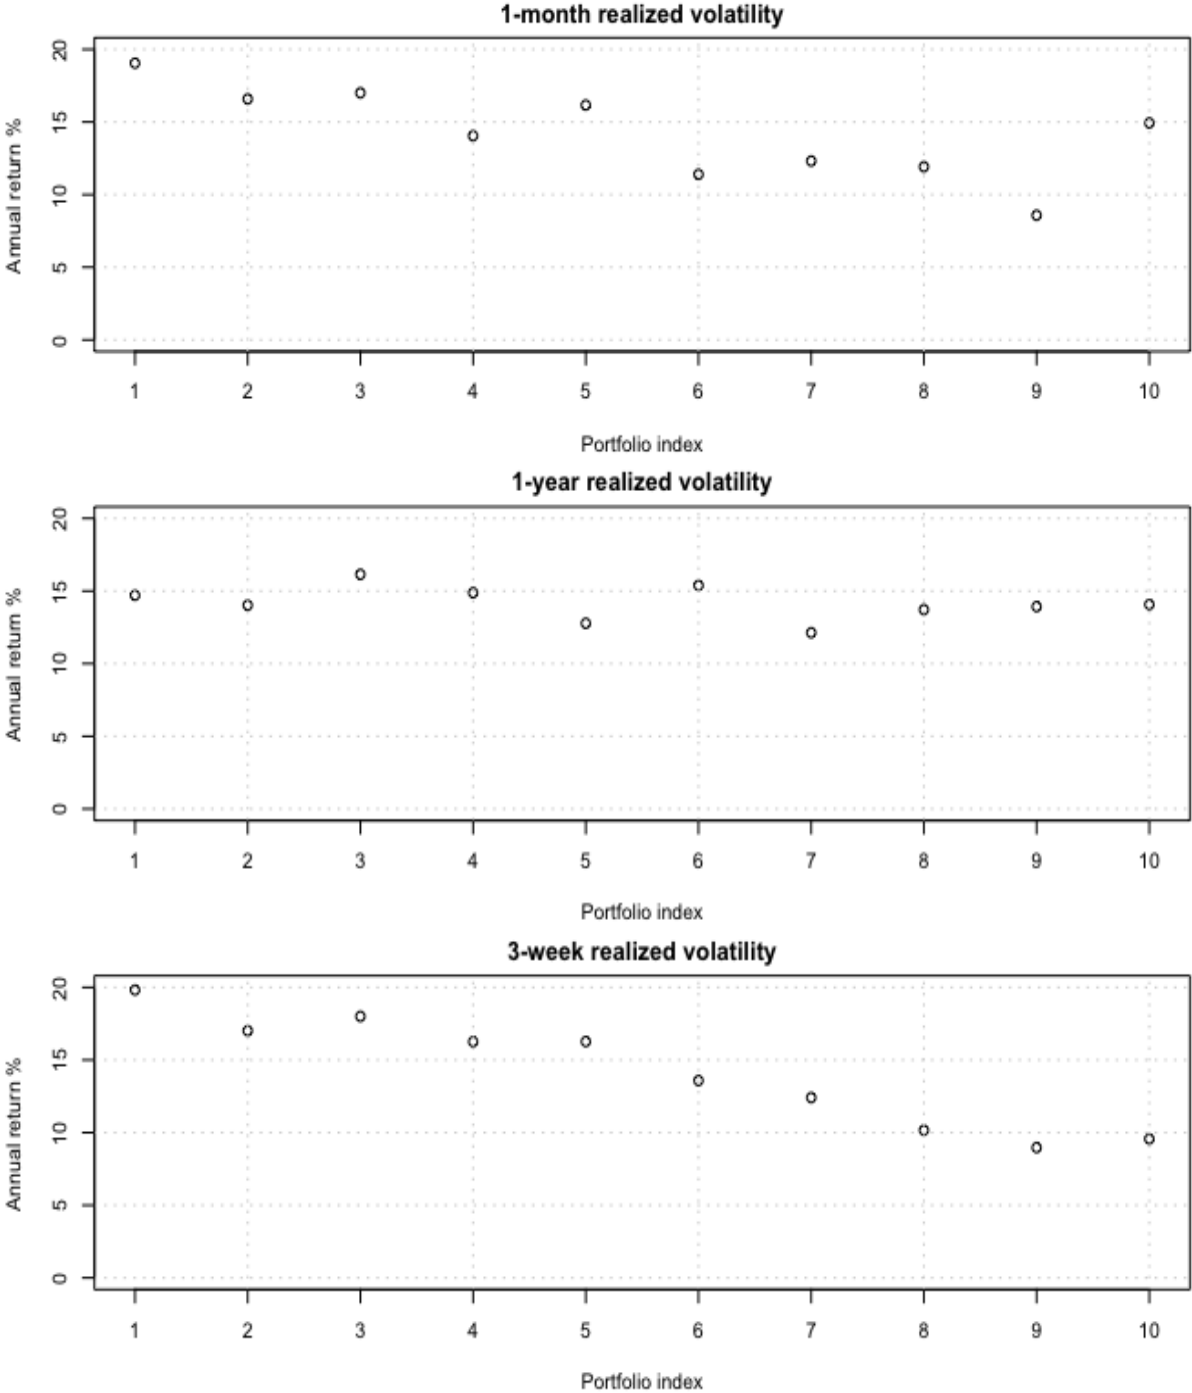 1-month realized volatility
20
15
10
5
0
Annual return %
1 2 3 4 5 6 7 8 9 10
Portfolio index
1-year realized volatility
20
15
10
5
0
Annual return %
1 2 3 4 5 6 7 8 9 10
Portfolio index
3-week realized volatility
20
15
10
5
0
Annual return %
1 2 3 4 5 6 7 8 9 10
Portfolio index